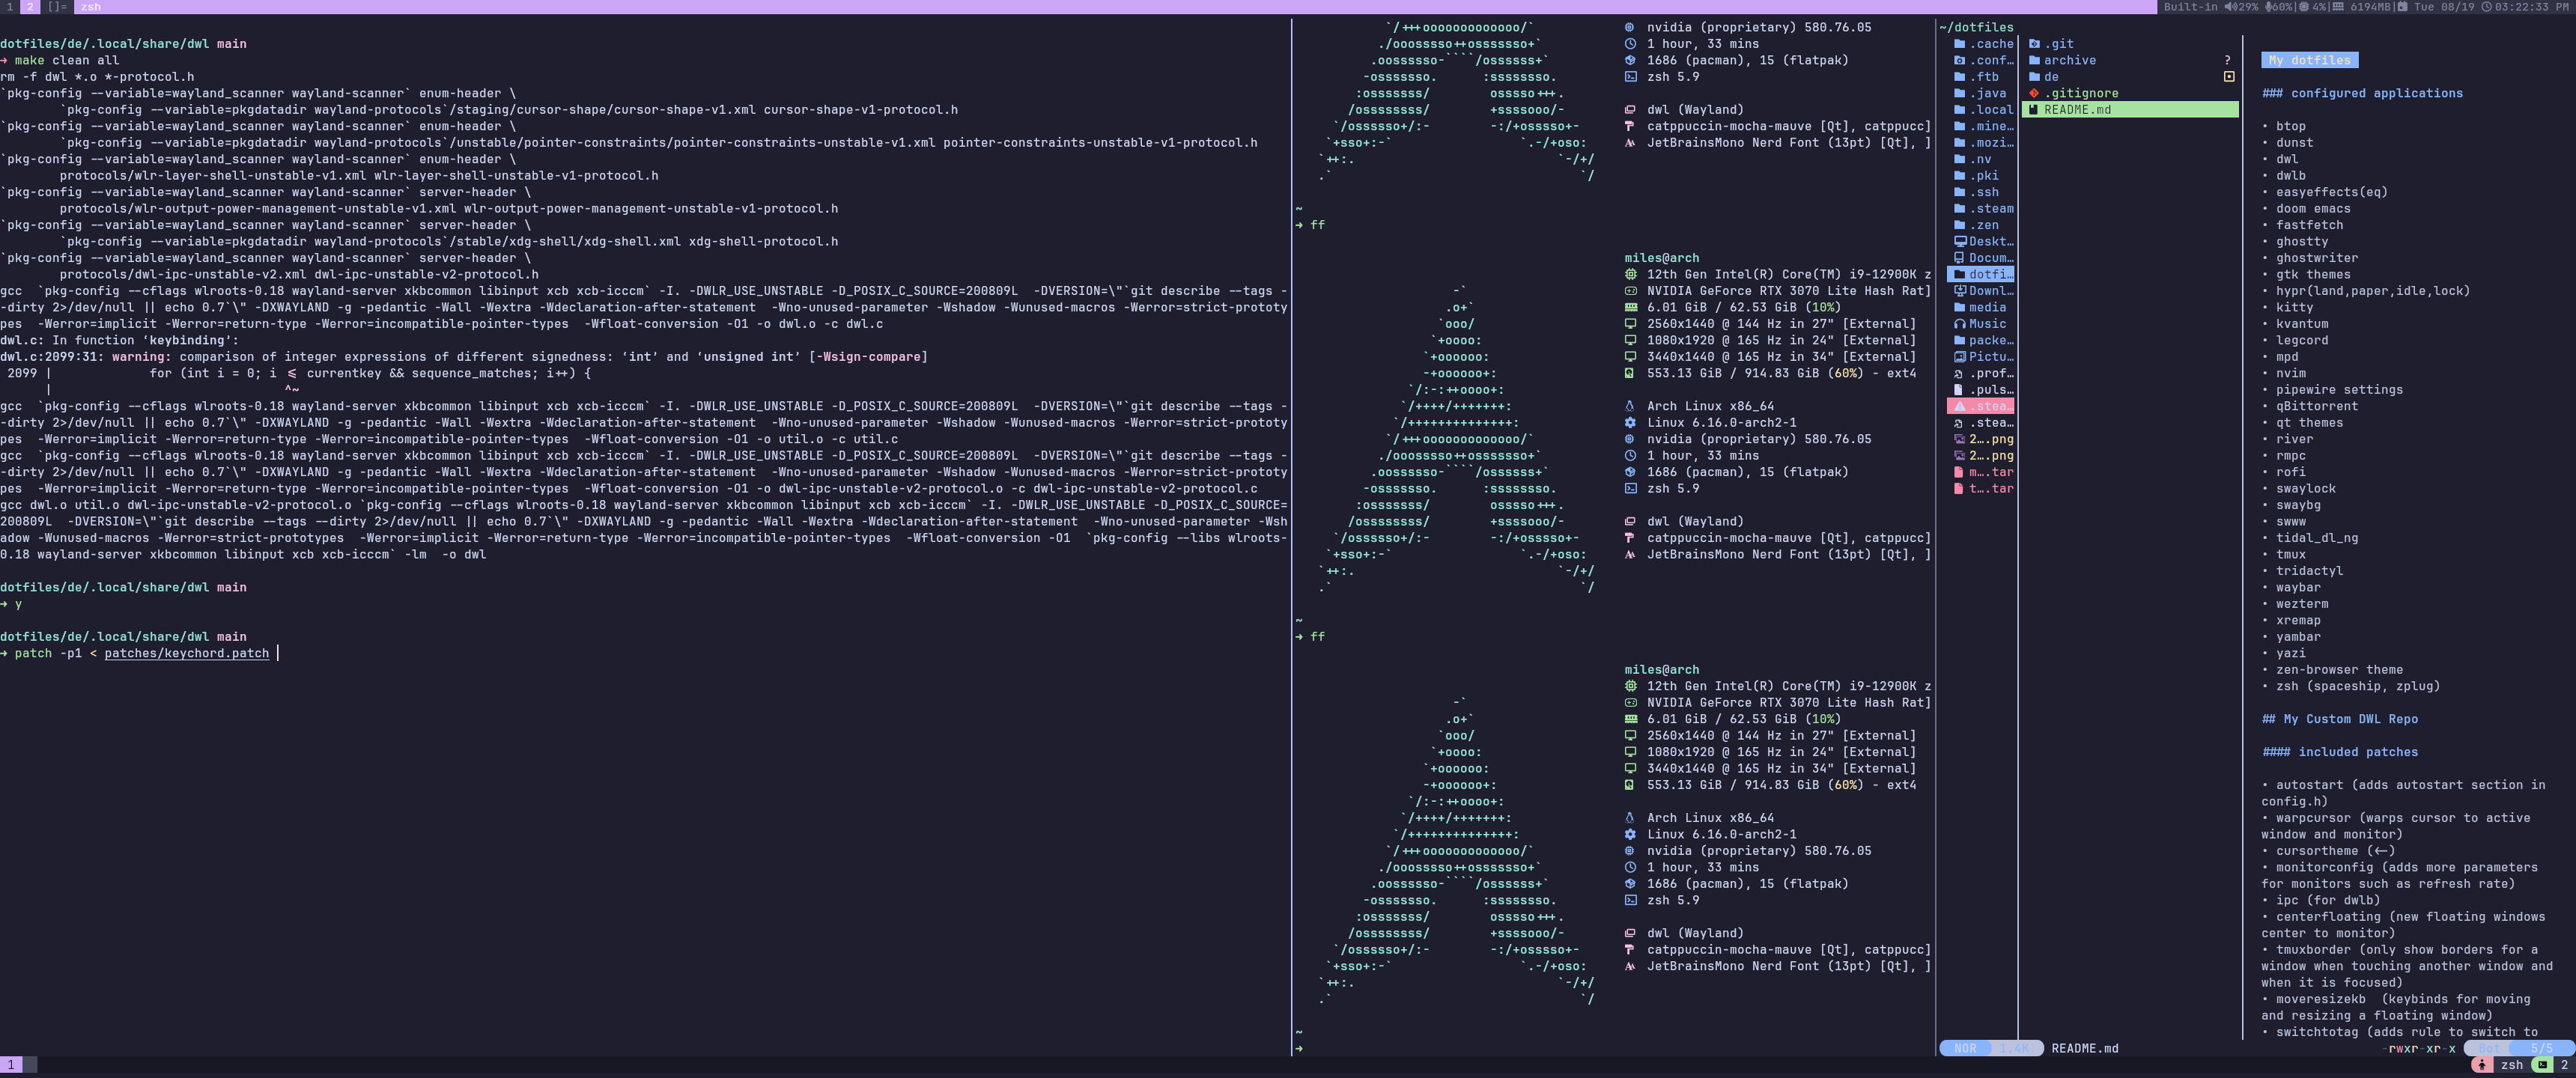 1 2 []= zsh
Built-in 29% 60%| 4%| 6194MB| Tue 08/19 03:22:33 PM
dotfiles/de/.local/share/dwl main
➜ make clean all
rm -f dwl *.o *-protocol.h
`pkg-config --variable=wayland_scanner wayland-scanner` enum-header \
`pkg-config --variable=pkgdatadir wayland-protocols`/staging/cursor-shape/cursor-shape-v1.xml cursor-shape-v1-protocol.h
`pkg-config --variable=wayland_scanner wayland-scanner` enum-header \
`pkg-config --variable=pkgdatadir wayland-protocols`/unstable/pointer-constraints/pointer-constraints-unstable-v1.xml pointer-constraints-unstable-v1-protocol.h
`pkg-config --variable=wayland_scanner wayland-scanner` enum-header \
protocols/wlr-layer-shell-unstable-v1.xml wlr-layer-shell-unstable-v1-protocol.h
`pkg-config --variable=wayland_scanner wayland-scanner` server-header \
protocols/wlr-output-power-management-unstable-v1.xml wlr-output-power-management-unstable-v1-protocol.h
`pkg-config --variable=wayland_scanner wayland-scanner` server-header \
`pkg-config --variable=pkgdatadir wayland-protocols`/stable/xdg-shell/xdg-shell.xml xdg-shell-protocol.h
`pkg-config --variable=wayland_scanner wayland-scanner` server-header \
protocols/dwl-ipc-unstable-v2.xml dwl-ipc-unstable-v2-protocol.h
gcc  `pkg-config --cflags wlroots-0.18 wayland-server xkbcommon libinput xcb xcb-icccm` -I. -DWLR_USE_UNSTABLE -D_POSIX_C_SOURCE=200809L  -DVERSION=\"`git describe --tags -
-dirty 2>/dev/null || echo 0.7`\" -DXWAYLAND -g -pedantic -Wall -Wextra -Wdeclaration-after-statement  -Wno-unused-parameter -Wshadow -Wunused-macros -Werror=strict-prototy
pes  -Werror=implicit -Werror=return-type -Werror=incompatible-pointer-types  -Wfloat-conversion -O1 -o dwl.o -c dwl.c
dwl.c: In function ‘keybinding’:
dwl.c:2099:31: warning: comparison of integer expressions of different signedness: ‘int’ and ‘unsigned int’ [-Wsign-compare]
2099 |             for (int i = 0; i <= currentkey && sequence_matches; i++) {
|                               ^~
gcc  `pkg-config --cflags wlroots-0.18 wayland-server xkbcommon libinput xcb xcb-icccm` -I. -DWLR_USE_UNSTABLE -D_POSIX_C_SOURCE=200809L  -DVERSION=\"`git describe --tags -
-dirty 2>/dev/null || echo 0.7`\" -DXWAYLAND -g -pedantic -Wall -Wextra -Wdeclaration-after-statement  -Wno-unused-parameter -Wshadow -Wunused-macros -Werror=strict-prototy
pes  -Werror=implicit -Werror=return-type -Werror=incompatible-pointer-types  -Wfloat-conversion -O1 -o util.o -c util.c
gcc  `pkg-config --cflags wlroots-0.18 wayland-server xkbcommon libinput xcb xcb-icccm` -I. -DWLR_USE_UNSTABLE -D_POSIX_C_SOURCE=200809L  -DVERSION=\"`git describe --tags -
-dirty 2>/dev/null || echo 0.7`\" -DXWAYLAND -g -pedantic -Wall -Wextra -Wdeclaration-after-statement  -Wno-unused-parameter -Wshadow -Wunused-macros -Werror=strict-prototy
pes  -Werror=implicit -Werror=return-type -Werror=incompatible-pointer-types  -Wfloat-conversion -O1 -o dwl-ipc-unstable-v2-protocol.o -c dwl-ipc-unstable-v2-protocol.c
gcc dwl.o util.o dwl-ipc-unstable-v2-protocol.o `pkg-config --cflags wlroots-0.18 wayland-server xkbcommon libinput xcb xcb-icccm` -I. -DWLR_USE_UNSTABLE -D_POSIX_C_SOURCE=
200809L  -DVERSION=\"`git describe --tags --dirty 2>/dev/null || echo 0.7`\" -DXWAYLAND -g -pedantic -Wall -Wextra -Wdeclaration-after-statement  -Wno-unused-parameter -Wsh
adow -Wunused-macros -Werror=strict-prototypes  -Werror=implicit -Werror=return-type -Werror=incompatible-pointer-types  -Wfloat-conversion -O1  `pkg-config --libs wlroots-
0.18 wayland-server xkbcommon libinput xcb xcb-icccm` -lm  -o dwl
dotfiles/de/.local/share/dwl main
➜ y
dotfiles/de/.local/share/dwl main
➜ patch -p1 < patches/keychord.patch
nvidia (proprietary) 580.76.05
1 hour, 33 mins
1686 (pacman), 15 (flatpak)
zsh 5.9
dwl (Wayland)
catppuccin-mocha-mauve [Qt], catppucc]
JetBrainsMono Nerd Font (13pt) [Qt], ]
~
➜ ff
miles@arch
12th Gen Intel(R) Core(TM) i9-12900K z
NVIDIA GeForce RTX 3070 Lite Hash Rat]
6.01 GiB / 62.53 GiB (10%)
2560x1440 @ 144 Hz in 27" [External]
1080x1920 @ 165 Hz in 24" [External]
3440x1440 @ 165 Hz in 34" [External]
553.13 GiB / 914.83 GiB (60%) - ext4
Arch Linux x86_64
Linux 6.16.0-arch2-1
nvidia (proprietary) 580.76.05
1 hour, 33 mins
1686 (pacman), 15 (flatpak)
zsh 5.9
dwl (Wayland)
catppuccin-mocha-mauve [Qt], catppucc]
JetBrainsMono Nerd Font (13pt) [Qt], ]
~
➜ ff
miles@arch
12th Gen Intel(R) Core(TM) i9-12900K z
NVIDIA GeForce RTX 3070 Lite Hash Rat]
6.01 GiB / 62.53 GiB (10%)
2560x1440 @ 144 Hz in 27" [External]
1080x1920 @ 165 Hz in 24" [External]
3440x1440 @ 165 Hz in 34" [External]
553.13 GiB / 914.83 GiB (60%) - ext4
Arch Linux x86_64
Linux 6.16.0-arch2-1
nvidia (proprietary) 580.76.05
1 hour, 33 mins
1686 (pacman), 15 (flatpak)
zsh 5.9
dwl (Wayland)
catppuccin-mocha-mauve [Qt], catppucc]
JetBrainsMono Nerd Font (13pt) [Qt], ]
~
➜
~/dotfiles
.cache
.conf…
.ftb
.java
.local
.mine…
.mozi…
.nv
.pki
.ssh
.steam
.zen
Deskt…
Docum…
dotfi…
Downl…
media
Music
packe…
Pictu…
.prof…
.puls…
.stea…
.stea…
2….png
2….png
m….tar
t….tar
.git
archive ?
de
.gitignore
README.md
My dotfiles
### configured applications
• btop
• dunst
• dwl
• dwlb
• easyeffects(eq)
• doom emacs
• fastfetch
• ghostty
• ghostwriter
• gtk themes
• hypr(land,paper,idle,lock)
• kitty
• kvantum
• legcord
• mpd
• nvim
• pipewire settings
• qBittorrent
• qt themes
• river
• rmpc
• rofi
• swaylock
• swaybg
• swww
• tidal_dl_ng
• tmux
• tridactyl
• waybar
• wezterm
• xremap
• yambar
• yazi
• zen-browser theme
• zsh (spaceship, zplug)
## My Custom DWL Repo
#### included patches
• autostart (adds autostart section in
config.h)
• warpcursor (warps cursor to active
window and monitor)
• cursortheme (<-)
• monitorconfig (adds more parameters
for monitors such as refresh rate)
• ipc (for dwlb)
• centerfloating (new floating windows
center to monitor)
• tmuxborder (only show borders for a
window when touching another window and
when it is focused)
• moveresizekb  (keybinds for moving
and resizing a floating window)
• switchtotag (adds rule to switch to
NOR 1.4K README.md -rwxr-xr-x Bot 5/5
1 zsh 2